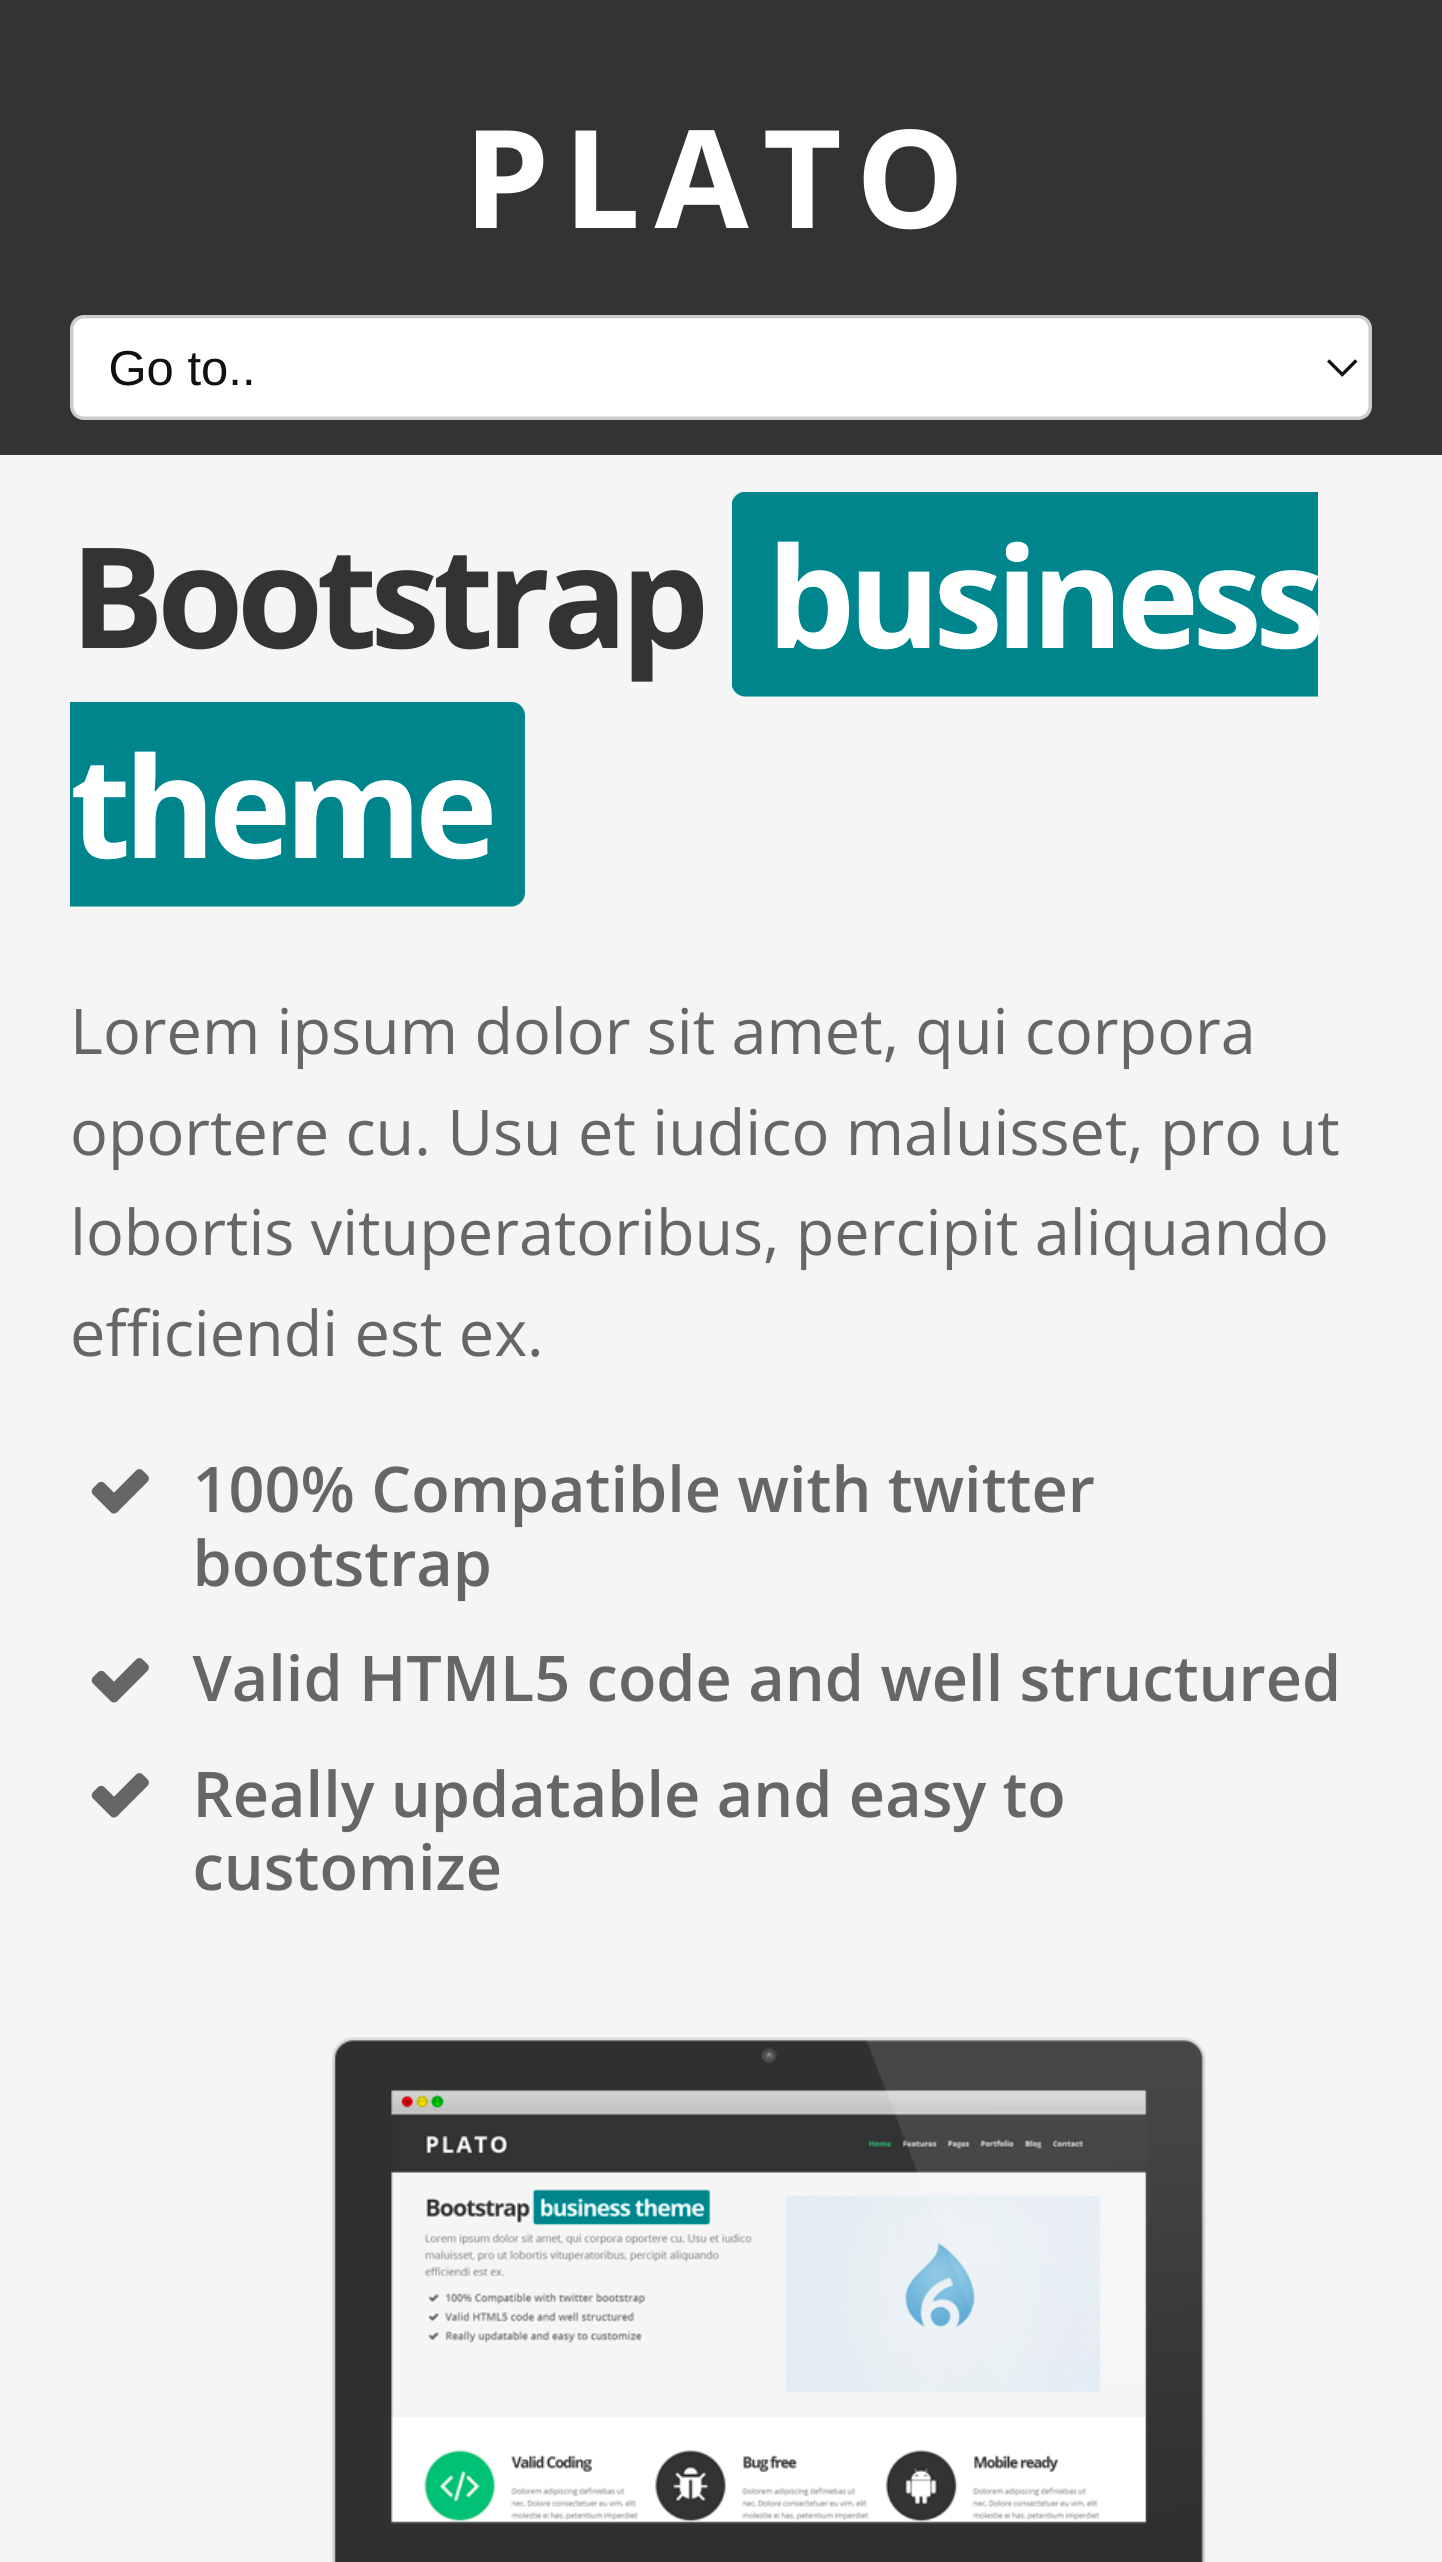 PLATO
Go to..
Bootstrap business
theme
Lorem ipsum dolor sit amet, qui corpora
oportere cu. Usu et iudico maluisset, pro ut
lobortis vituperatoribus, percipit aliquando
efficiendi est ex.
100% Compatible with twitter
bootstrap
Valid HTML5 code and well structured
Really updatable and easy to
customize
PLATO
Home Features Pages Portfolio Blog Contact
Bootstrap business theme
Lorem ipsum dolor sit amet, qui corpora oportere cu. Usu et iudico
maluisset, pro ut lobortis vituperatoribus, percipit aliquando
efficiendi est ex.
100% Compatible with twitter bootstrap
Valid HTML5 code and well structured
Really updatable and easy to customize
6
Valid Coding
Dolorem adipiscing definiebas ut
nec. Dolore consectetuer eu vim, elit
molestie ei has, petentium imperdiet
Bug free
Dolorem adipiscing definiebas ut
nec. Dolore consectetuer eu vim, elit
molestie ei has, petentium imperdiet
Mobile ready
Dolorem adipiscing definiebas ut
nec. Dolore consectetuer eu vim, elit
molestie ei has, petentium imperdiet